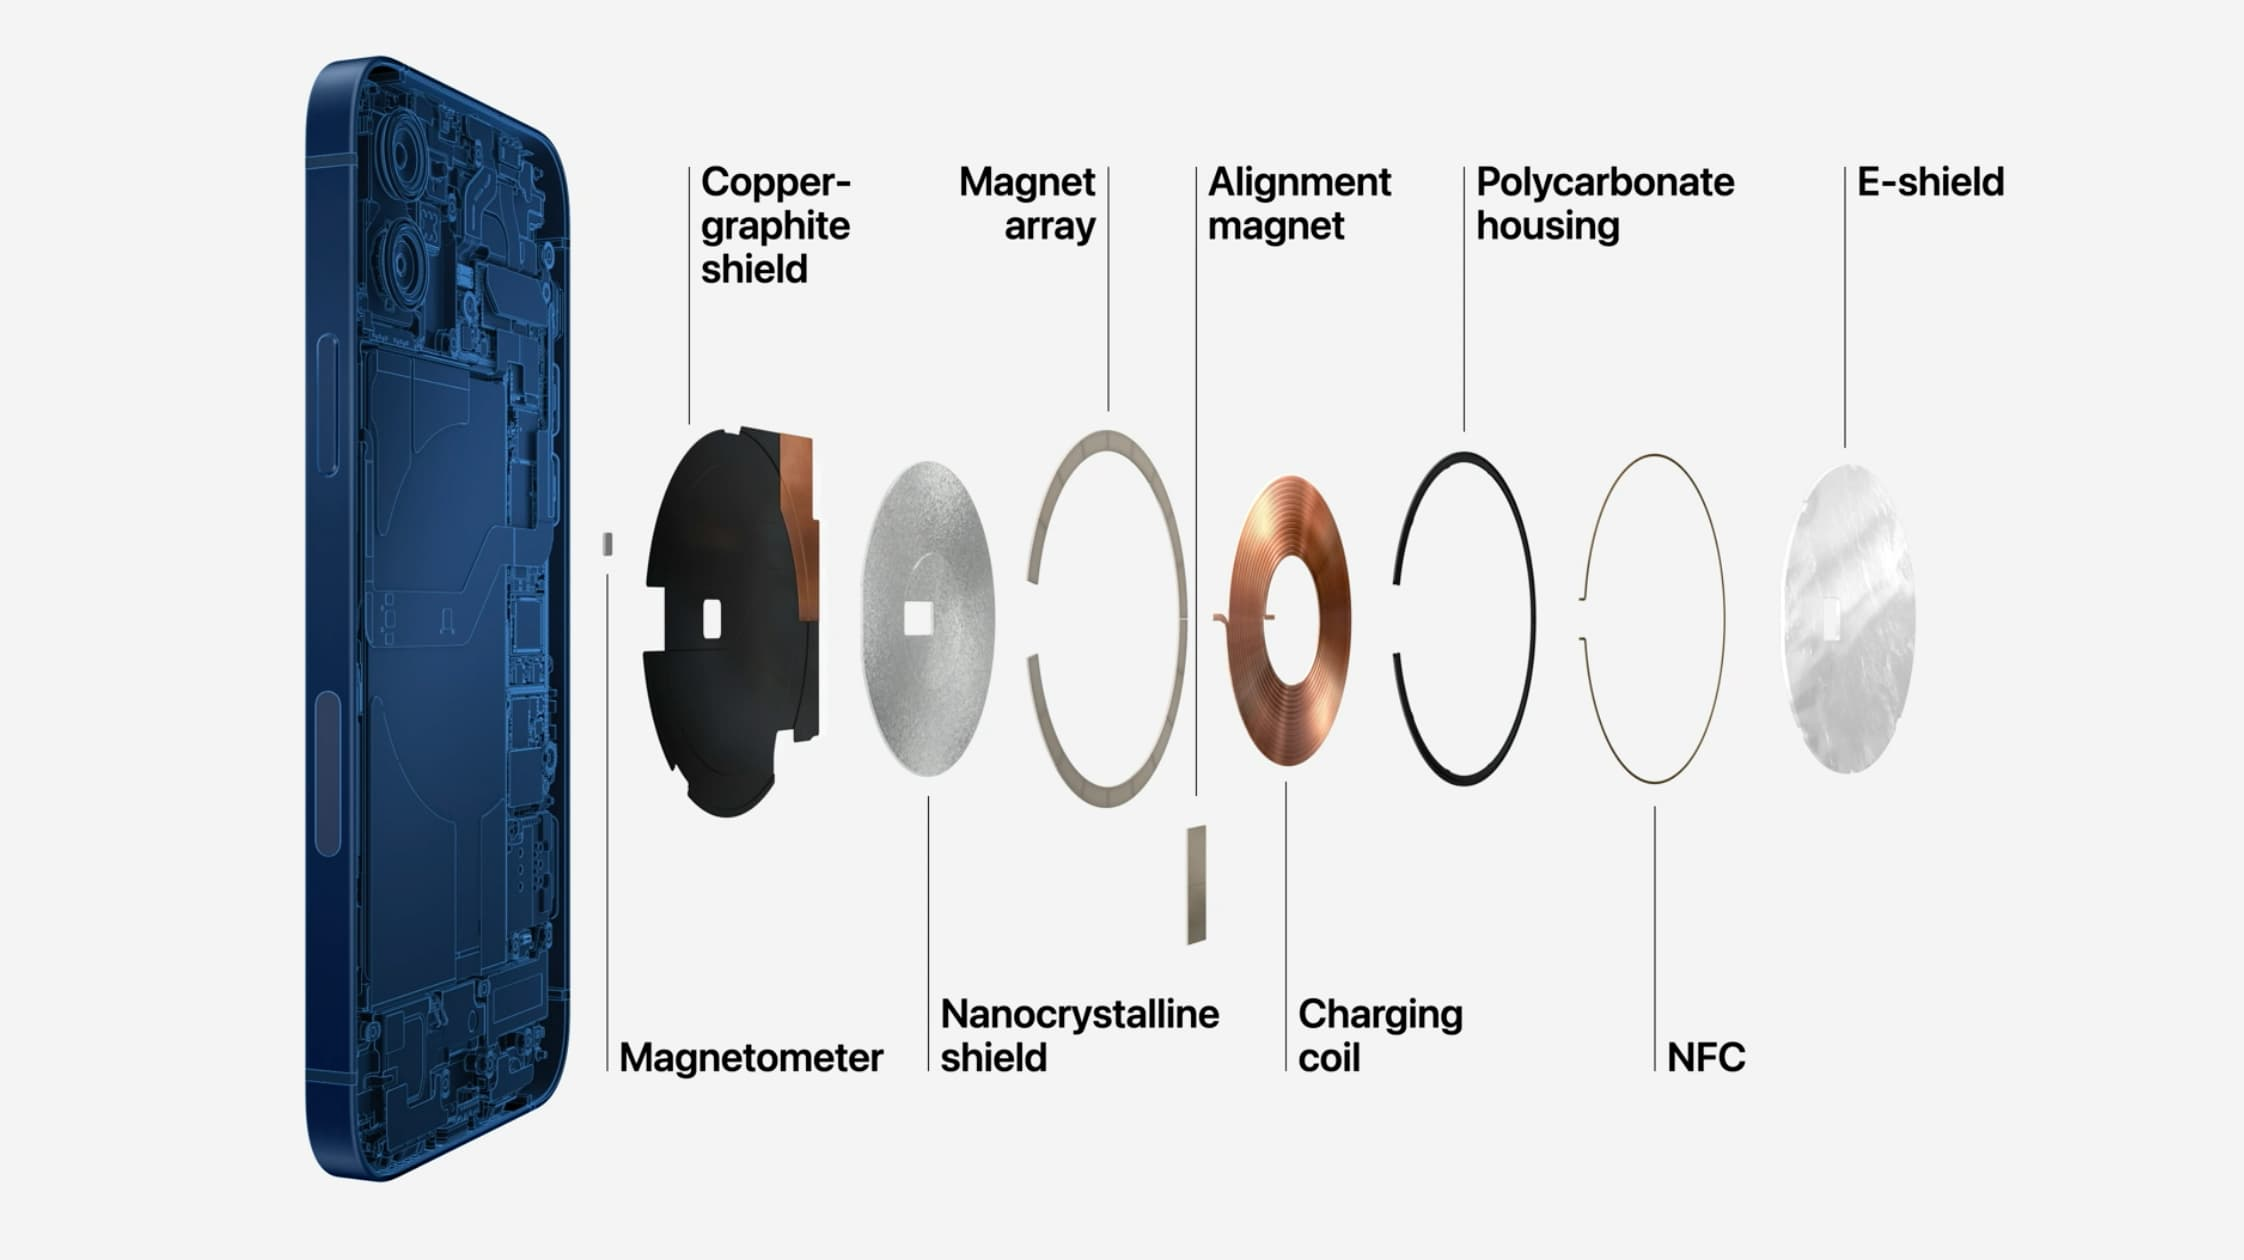 Copper-
graphite
shield
Magnet
array
Alignment
magnet
Polycarbonate
housing
E-shield
Magnetometer
Nanocrystalline
shield
Charging
coil
NFC